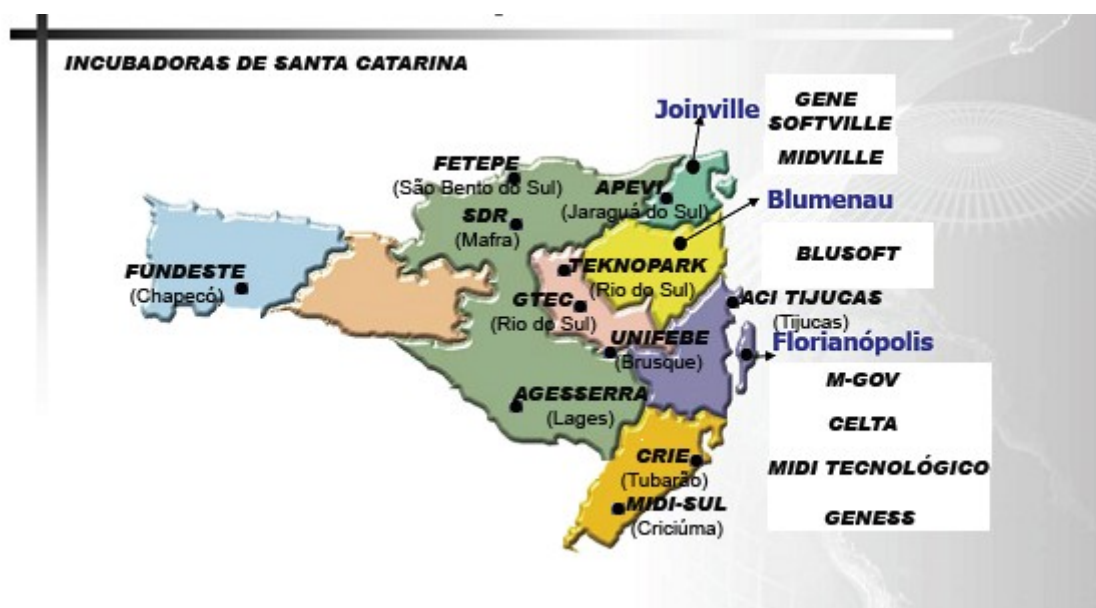 INCUBADORAS DE SANTA CATARINA
Joinville
GENE
SOFTVILLE
MIDVILLE
FETEPE
(São Bento do Sul)
APEVI
(Jaraguá do Sul)
SDR
(Mafra)
Blumenau
BLUSOFT
FUNDESTE
(Chapecó)
TEKNOPARK
(Rio do Sul)
GTEC
(Rio do Sul)
ACI TIJUCAS
(Tijucas)
UNIFEBE
(Brusque)
Florianópolis
M-GOV
CELTA
MIDI TECNOLÓGICO
GENESS
AGESSERRA
(Lages)
CRIE
(Tubarão)
MIDI-SUL
(Criciúma)